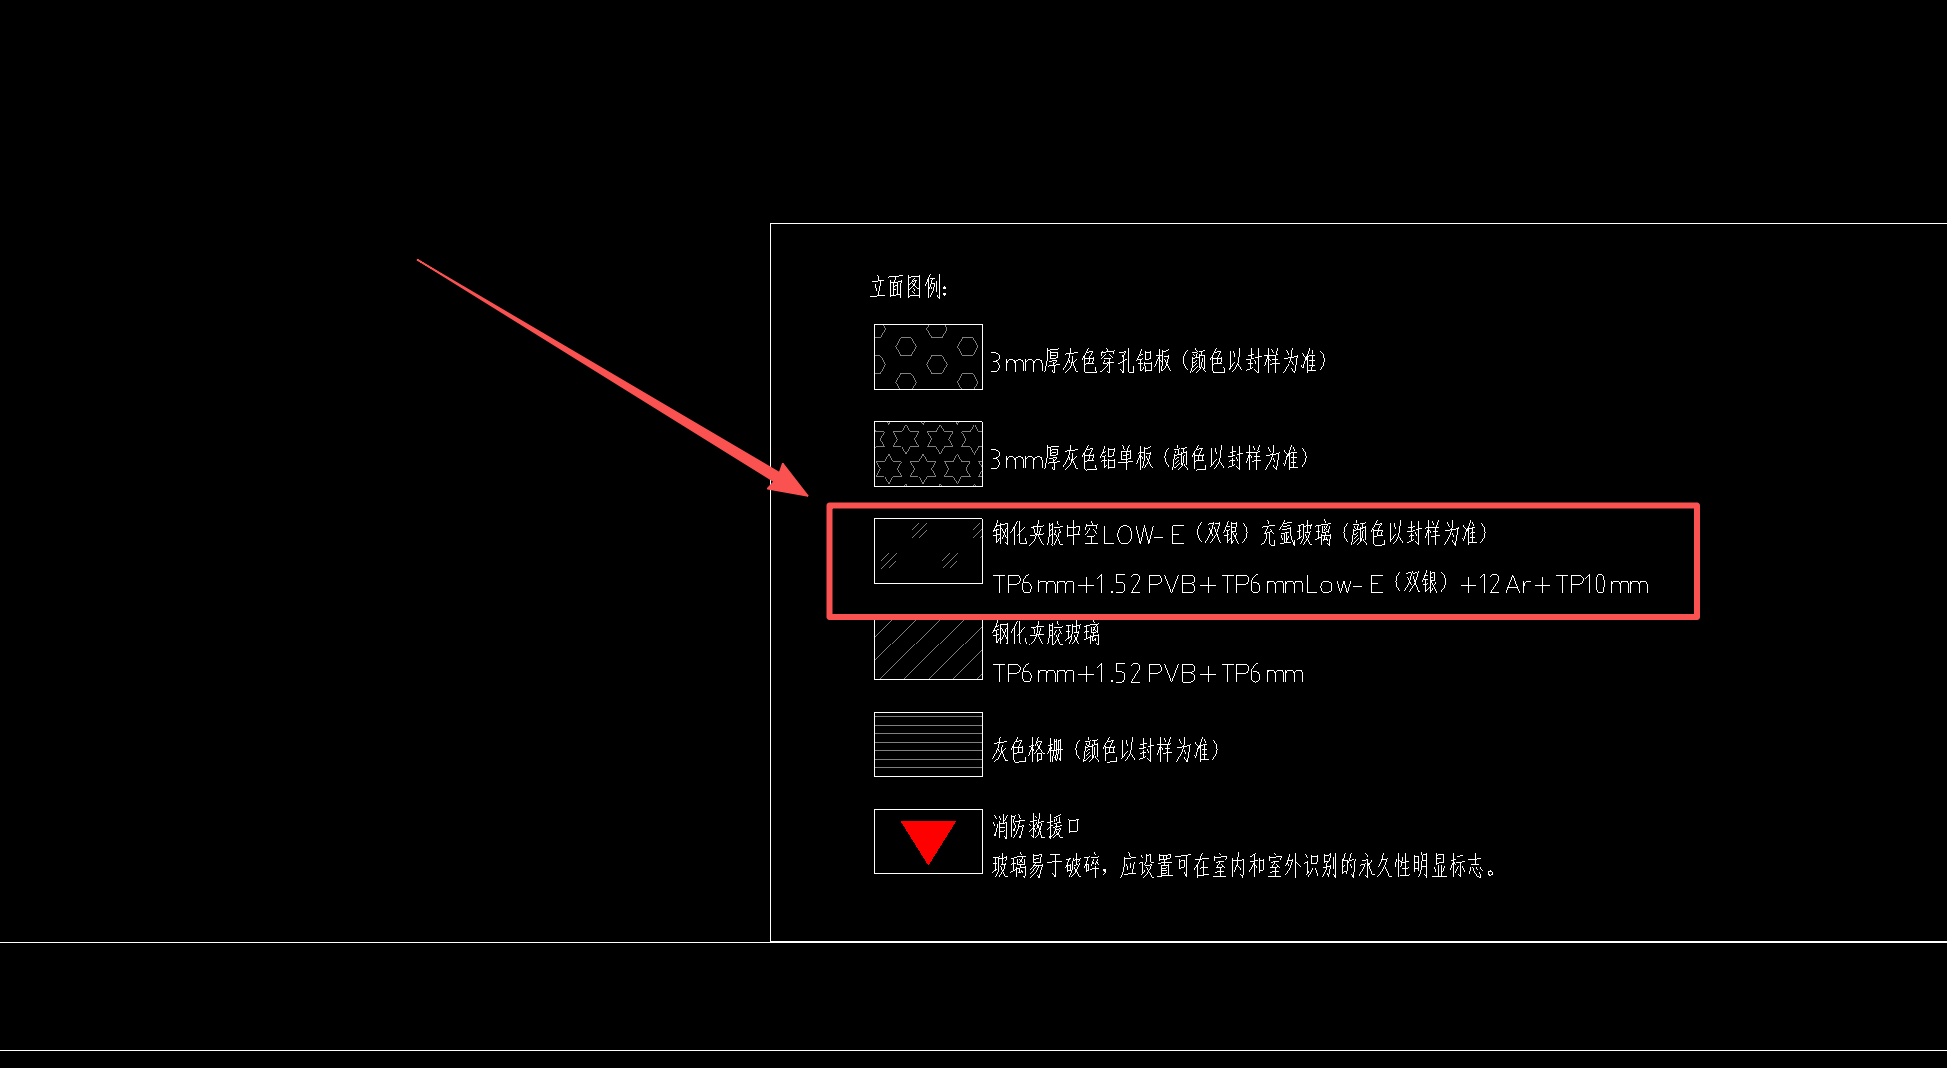 立面图例:
3mm厚灰色穿孔铝板（颜色以封样为准）
3mm厚灰色铝单板（颜色以封样为准）
钢化夹胶中空LOW-E（双银）充氩玻璃（颜色以封样为准）
TP6mm+1.52PVB+TP6mmLow-E（双银）+12Ar+TP10mm
钢化夹胶玻璃
TP6mm+1.52PVB+TP6mm
灰色格栅（颜色以封样为准）
消防救援口
玻璃易于破碎，应设置可在室内和室外识别的永久性明显标志。